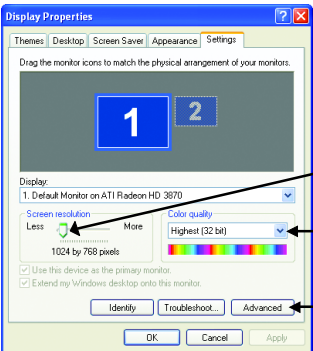 Display Properties
Themes Desktop Screen Saver Appearance Settings
Drag the monitor icons to match the physical arrangement of your monitors.
1 2
Display:
1. Default Monitor on ATI Radeon HD 3870
Screen resolution
Less More
1024 by 768 pixels
Color quality
Highest (32 bit)
Use this device as the primary monitor.
Extend my Windows desktop onto this monitor.
Identify Troubleshoot... Advanced
OK Cancel Apply